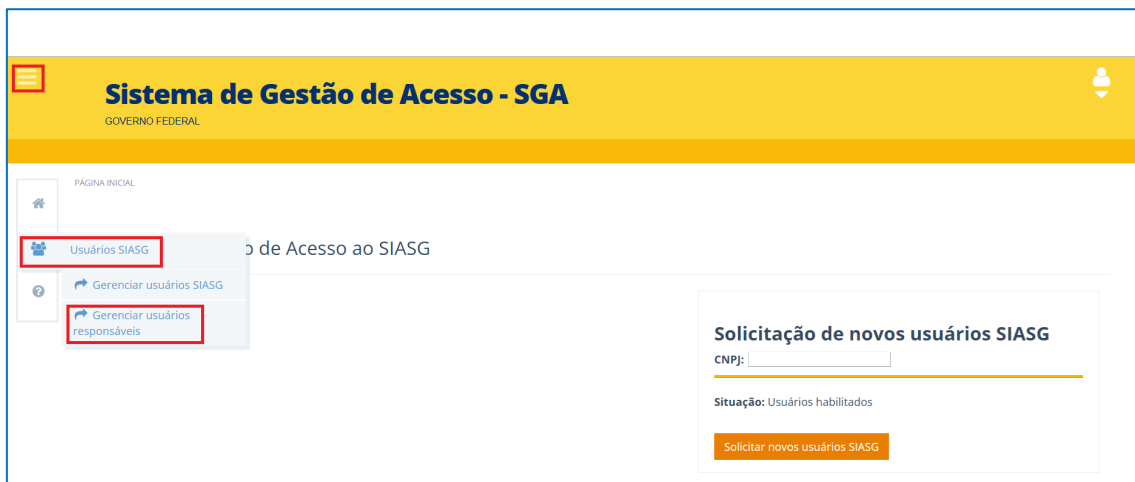 Sistema de Gestão de Acesso - SGA
GOVERNO FEDERAL
PÁGINA INICIAL
Usuários SIASG
o de Acesso ao SIASG
Gerenciar usuários SIASG
Gerenciar usuários
responsáveis
Solicitação de novos usuários SIASG
CNPJ:
Situação: Usuários habilitados
Solicitar novos usuários SIASG